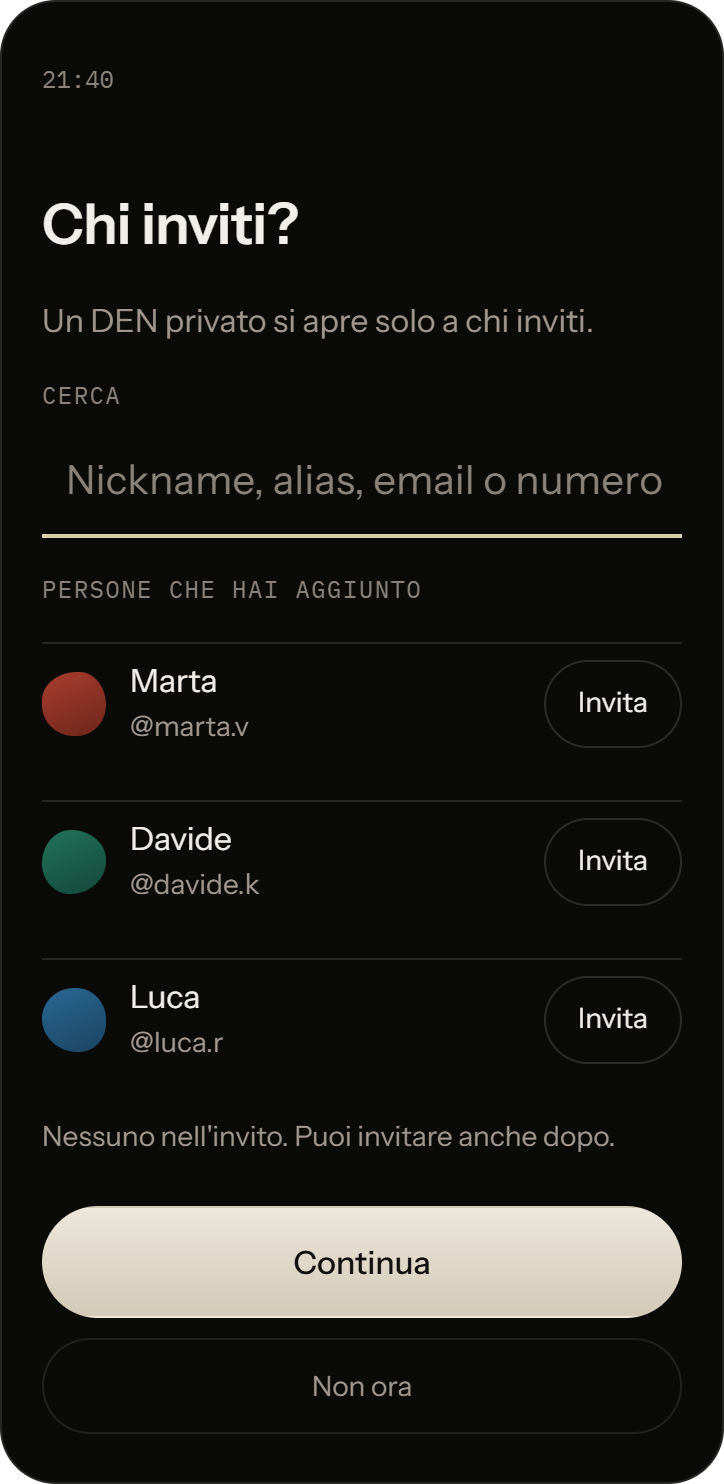 21:40
Chi inviti?
Un DEN privato si apre solo a chi inviti.
CERCA
Nickname, alias, email o numero
PERSONE CHE HAI AGGIUNTO
Marta
@marta.v
Invita
Davide
@davide.k
Invita
Luca
@luca.r
Invita
Nessuno nell'invito. Puoi invitare anche dopo.
Continua
Non ora